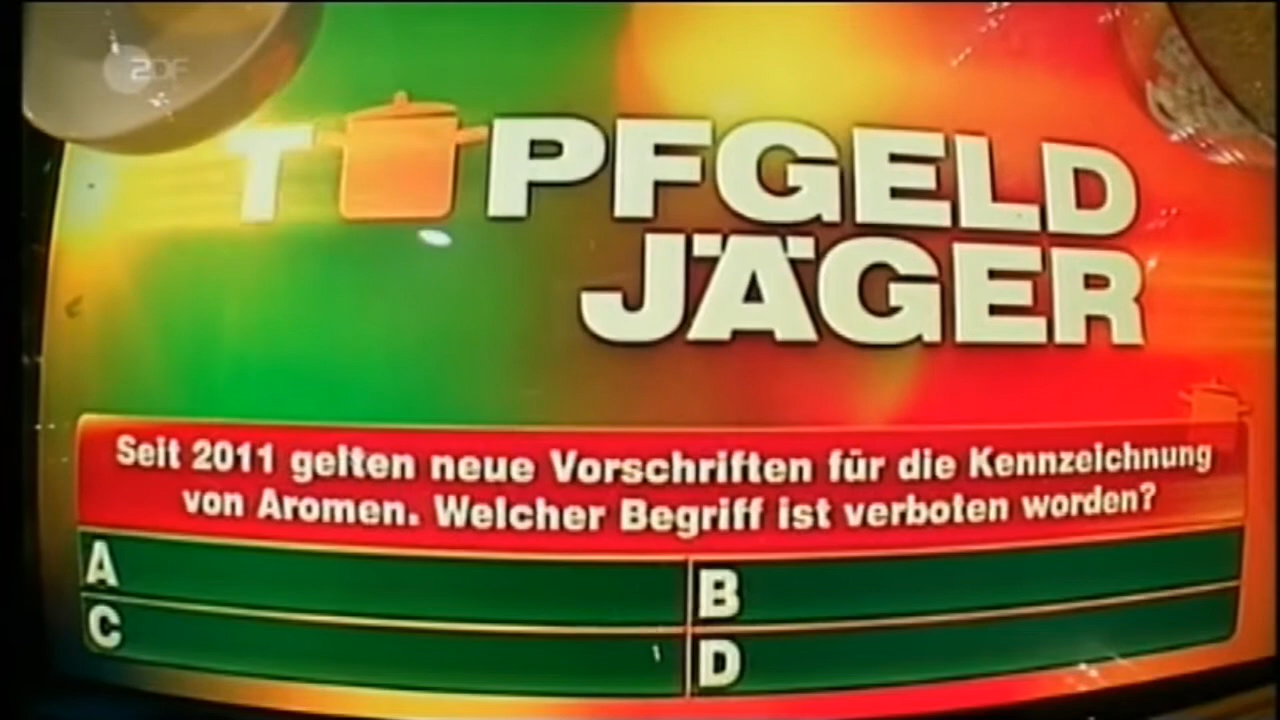 ZDF
TOPFGELD
JÄGER
Seit 2011 gelten neue Vorschriften für die Kennzeichnung
von Aromen. Welcher Begriff ist verboten worden?
A
B
C
D